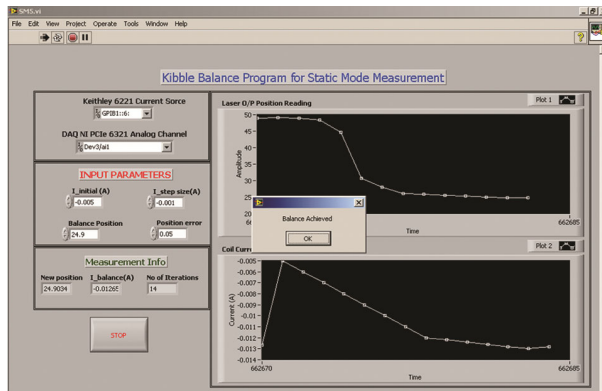 SMS.vi
File Edit View Project Operate Tools Window Help
Kibble Balance Program for Static Mode Measurement
Keithley 6221 Current Sorce
GPIB1::6:
DAQ NI PCIe 6321 Analog Channel
Dev3/ai1
INPUT PARAMETERS
I_initial (A) I_step size(A)
-0.005 -0.001
Balance Position Position error
24.9 0.05
Measurement Info
New position I_balance(A) No of Iterations
24.9034 -0.01265 14
STOP
Laser O/P Position Reading Plot 1
50-
45-
40-
35-
30-
25-
20
Amplitude
662685
Time
Balance Achieved
OK
Plot 2
-0.005-
-0.006-
-0.007-
-0.008-
-0.009-
-0.01-
-0.011-
-0.012-
-0.013-
-0.014-
Current (A)
662670 662685
Time